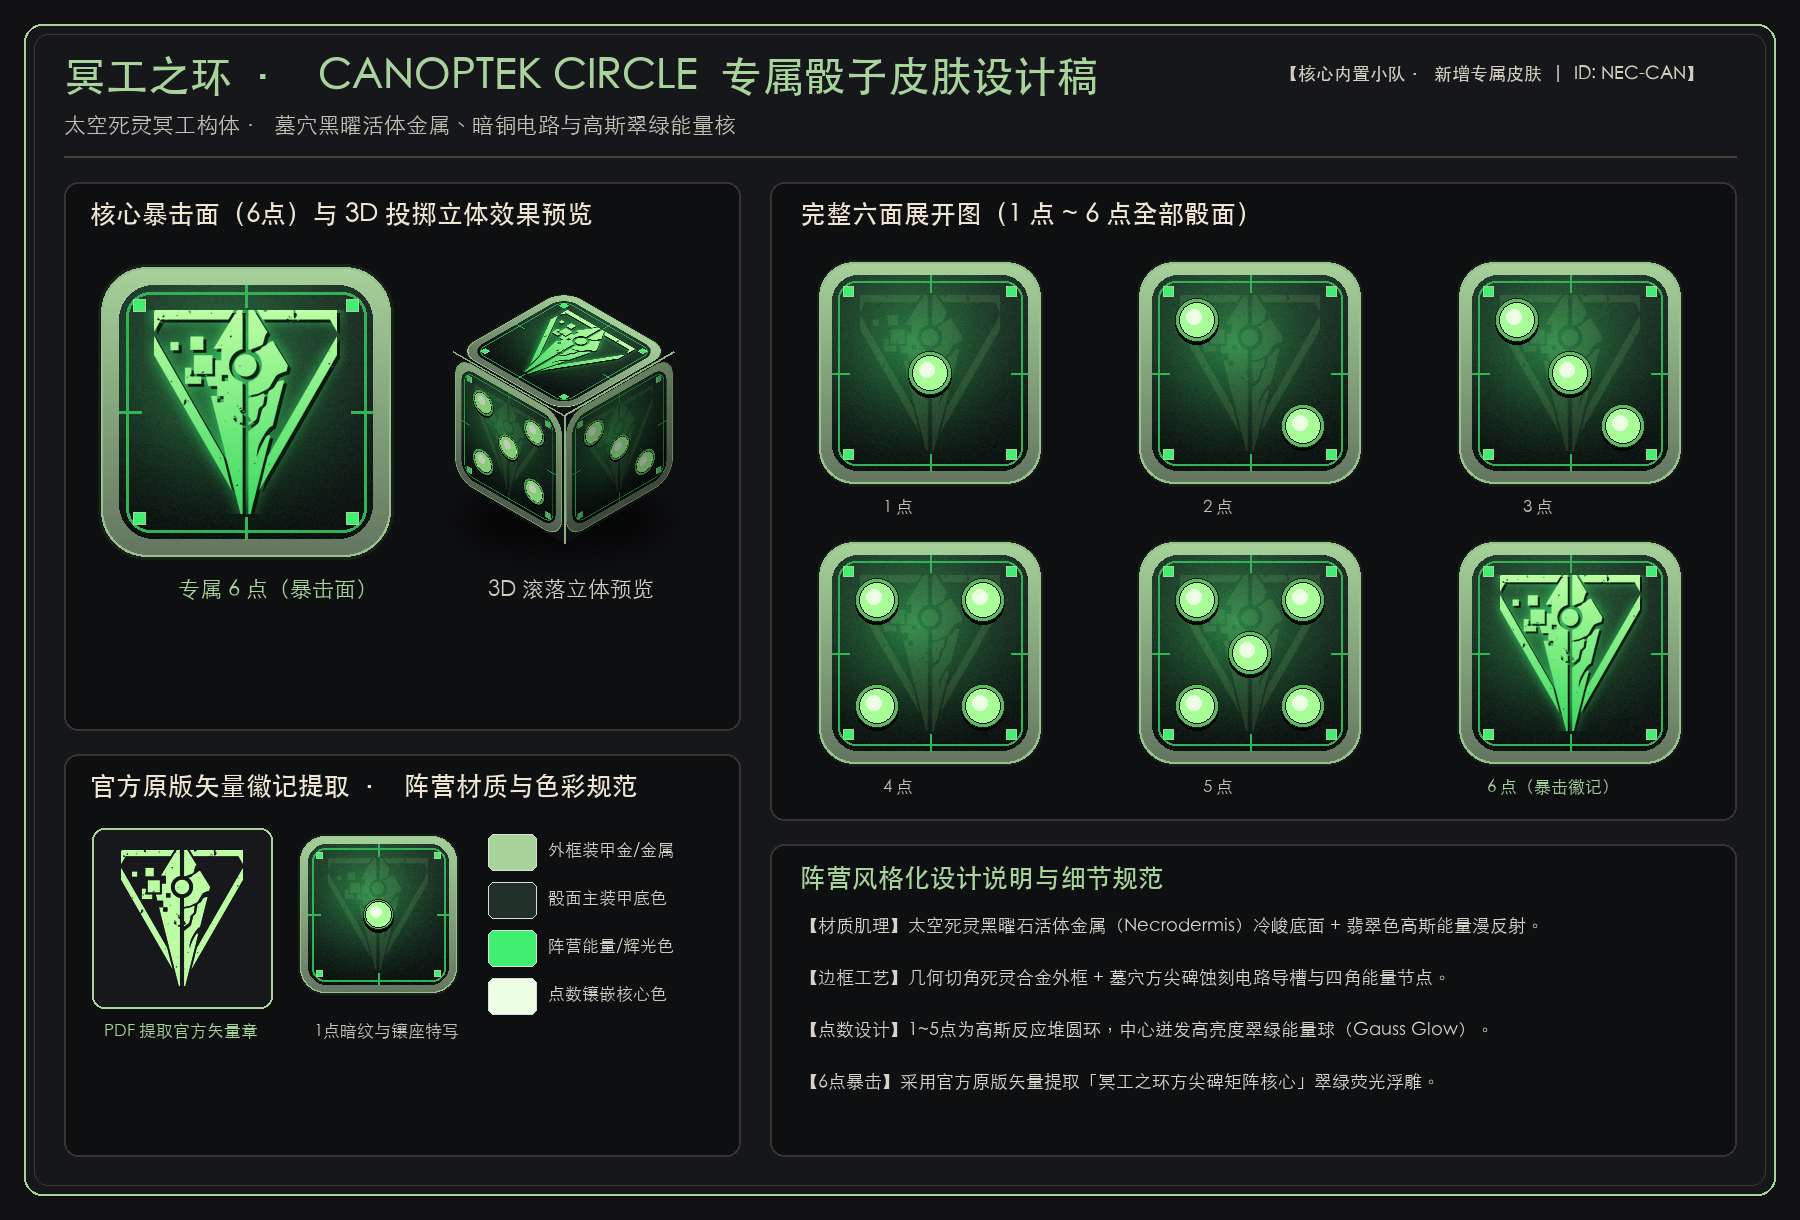 冥工之环 · CANOPTEK CIRCLE 专属骰子皮肤设计稿
【核心内置小队 · 新增专属皮肤 | ID: NEC-CAN】
太空死灵冥工构体 · 墓穴黑曜活体金属、暗铜电路与高斯翠绿能量核
核心暴击面（6点）与 3D 投掷立体效果预览
专属 6 点（暴击面）
3D 滚落立体预览
完整六面展开图（1 点 ~ 6 点全部骰面）
1 点
2 点
3 点
4 点
5 点
6 点（暴击徽记）
官方原版矢量徽记提取 · 阵营材质与色彩规范
外框装甲金/金属
骰面主装甲底色
阵营能量/辉光色
点数镶嵌核心色
PDF 提取官方矢量章
1点暗纹与镶座特写
阵营风格化设计说明与细节规范
【材质肌理】太空死灵黑曜石活体金属（Necrodermis）冷峻底面 + 翡翠色高斯能量漫反射。
【边框工艺】几何切角死灵合金外框 + 墓穴方尖碑蚀刻电路导槽与四角能量节点。
【点数设计】1~5点为高斯反应堆圆环，中心迸发高亮度翠绿能量球（Gauss Glow）。
【6点暴击】采用官方原版矢量提取「冥工之环方尖碑矩阵核心」翠绿荧光浮雕。